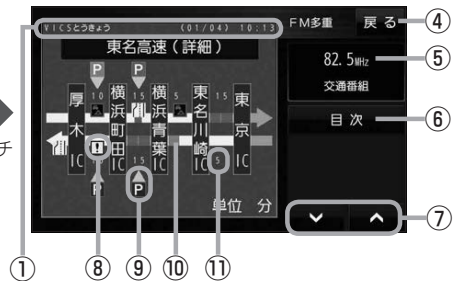 VICSとうきょう (01/04) 10:13
FM多重
戻る
④
東名高速(詳細)
82.5MHz
⑤
交通番組
P P
10 15 5 15
厚木IC
横浜町田IC
横浜青葉IC
東名川崎IC
東京IC
目次
⑥
チ
15 5
P P
単位 分
⑦
① ⑧ ⑨ ⑩ ⑪